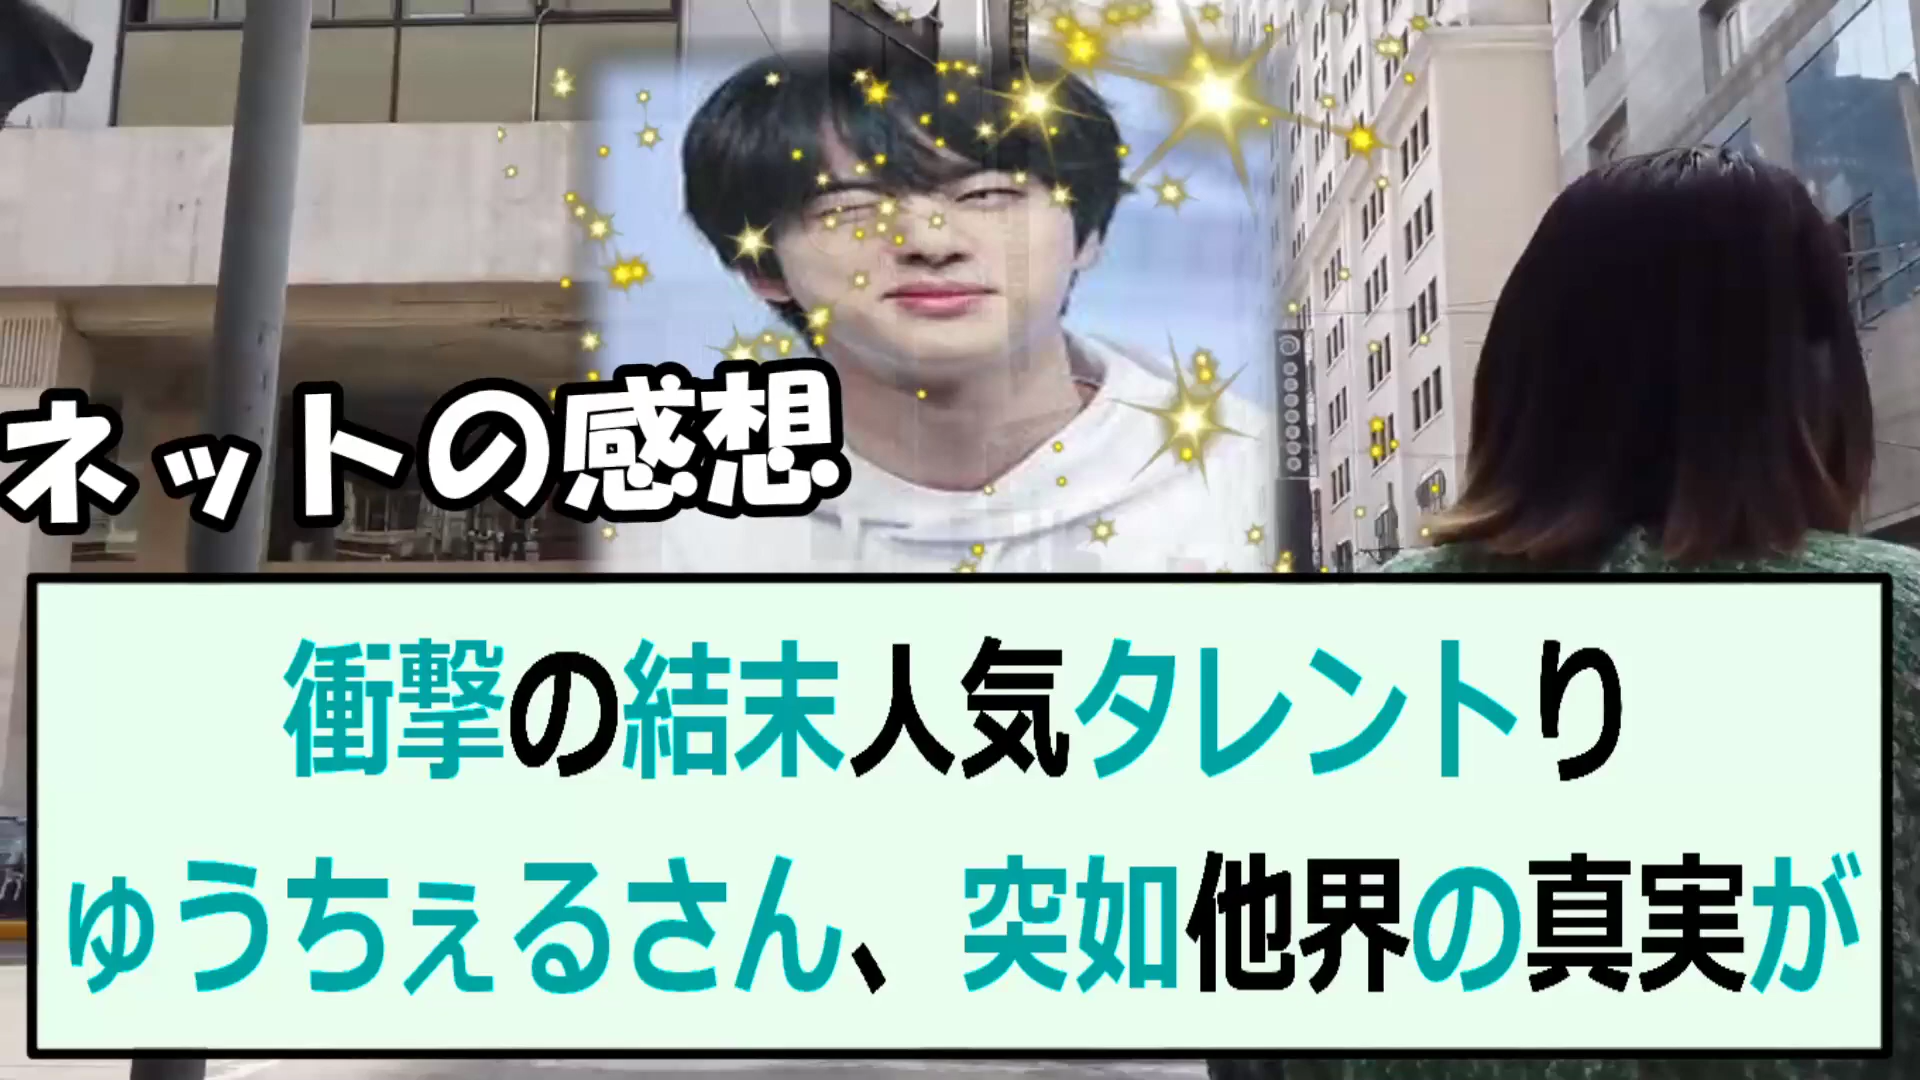 ネットの感想
衝撃の結末人気タレントり
ゅうちぇるさん、突如他界の真実が